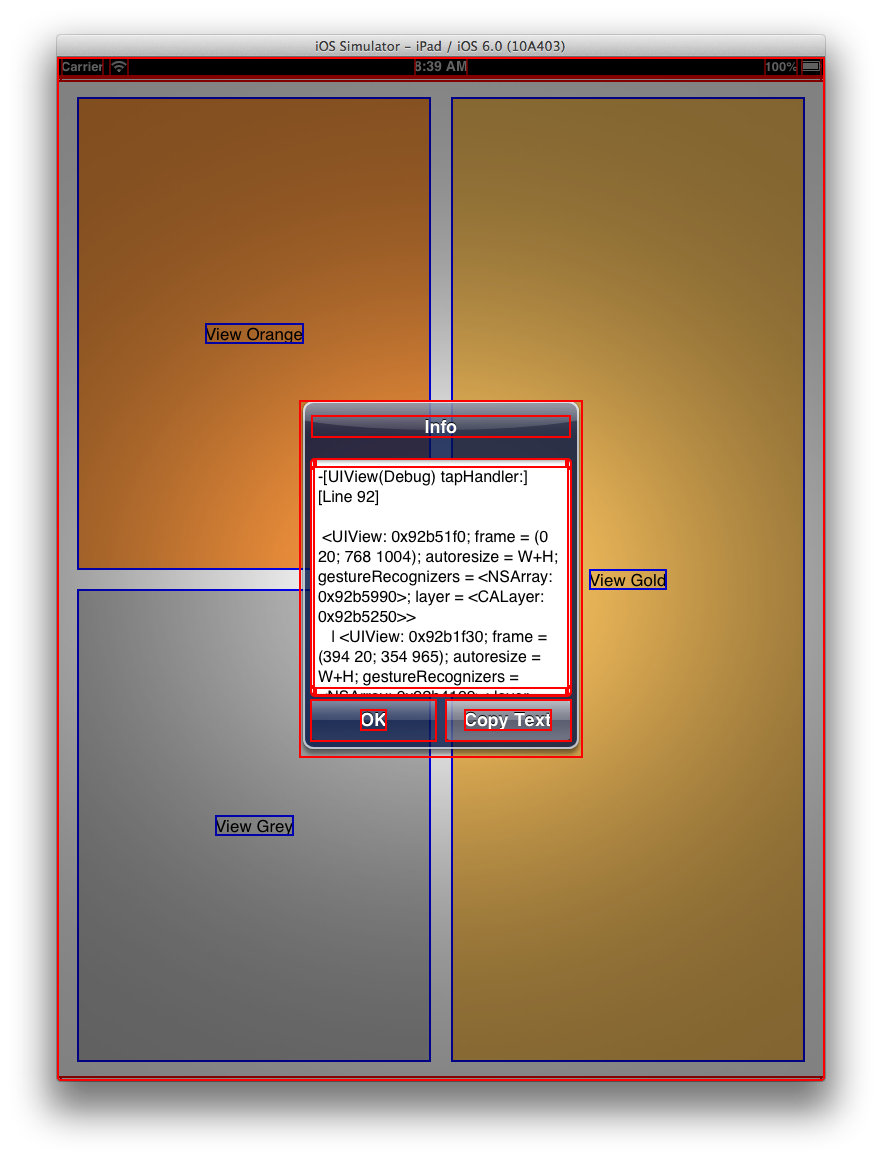 iOS Simulator - iPad / iOS 6.0 (10A403)
Carrier 8:39 AM 100%
View Orange
Info
-[UIView(Debug) tapHandler:]
[Line 92]
<UIView: 0x92b51f0; frame = (0
20; 768 1004); autoresize = W+H;
gestureRecognizers = <NSArray:
0x92b5990>; layer = <CALayer:
0x92b5250>>
| <UIView: 0x92b1f30; frame =
(394 20; 354 965); autoresize =
W+H; gestureRecognizers =
View Gold
OK
Copy Text
View Grey